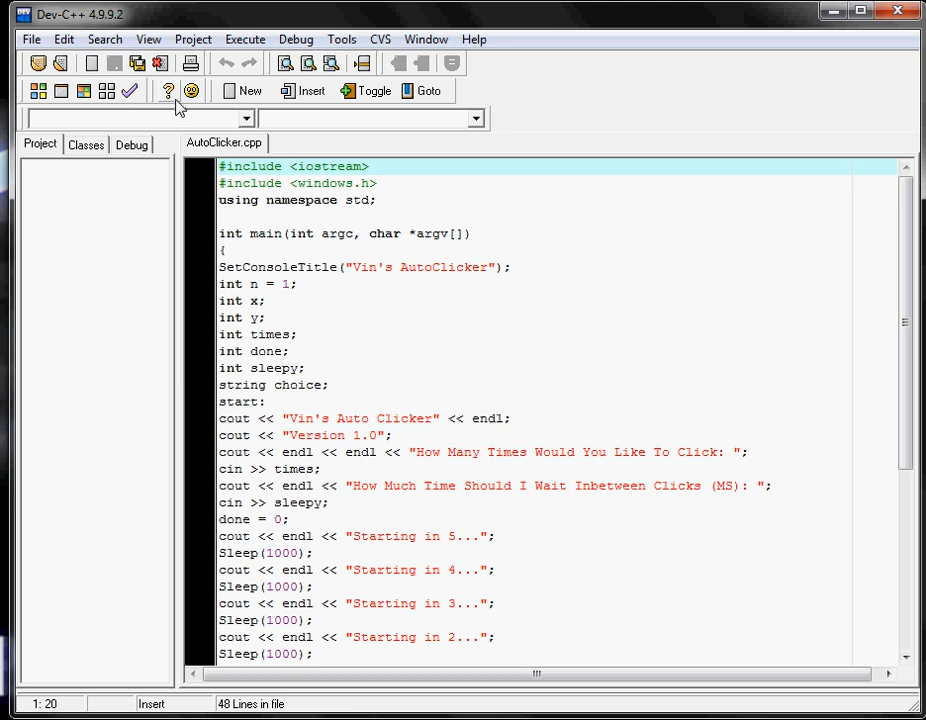 Dev-C++ 4.9.9.2
File Edit Search View Project Execute Debug Tools CVS Window Help
New Insert Toggle Goto
Project Classes Debug
AutoClicker.cpp
#include <iostream>
#include <windows.h>
using namespace std;
int main(int argc, char *argv[])
{
SetConsoleTitle("Vin's AutoClicker");
int n = 1;
int x;
int y;
int times;
int done;
int sleepy;
string choice;
start:
cout << "Vin's Auto Clicker" << endl;
cout << "Version 1.0";
cout << endl << endl << "How Many Times Would You Like To Click: ";
cin >> times;
cout << endl << "How Much Time Should I Wait Inbetween Clicks (MS): ";
cin >> sleepy;
done = 0;
cout << endl << "Starting in 5...";
Sleep(1000);
cout << endl << "Starting in 4...";
Sleep(1000);
cout << endl << "Starting in 3...";
Sleep(1000);
cout << endl << "Starting in 2...";
Sleep(1000);
1: 20 Insert 48 Lines in file